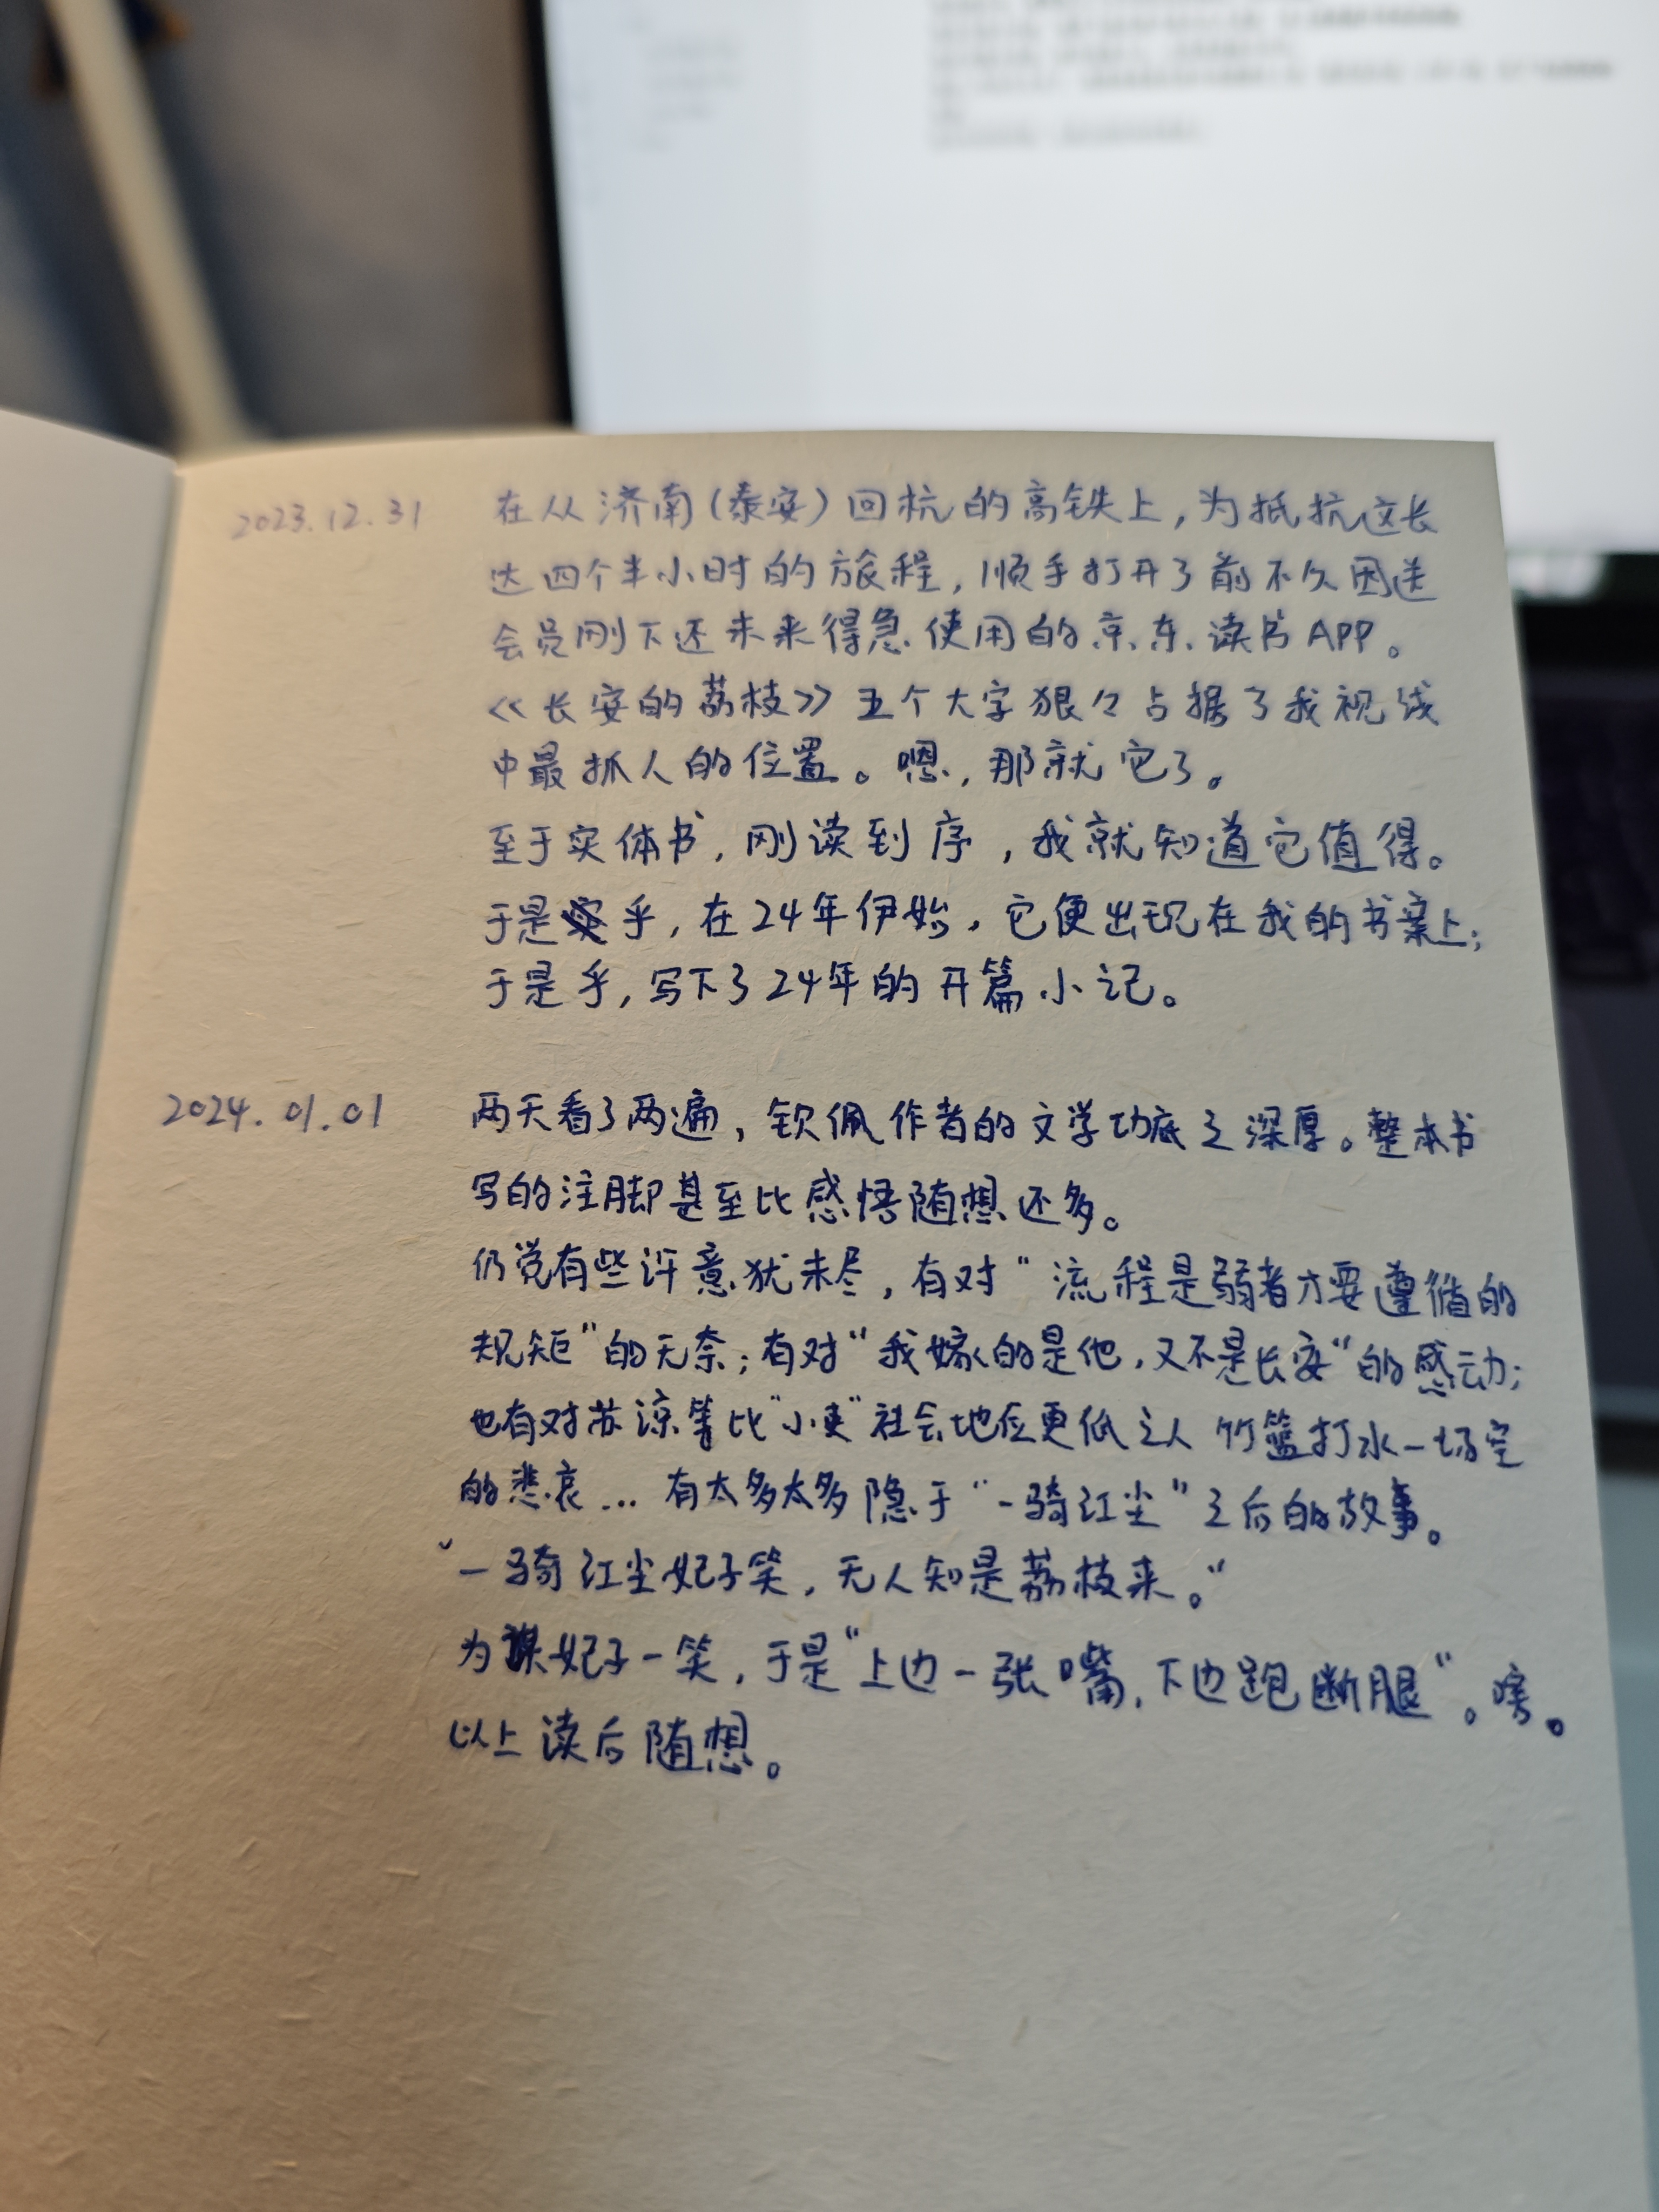 2023.12.31 在从济南(泰安)回杭的高铁上,为抵抗这长
达四个半小时的旅程,顺手打开了前不久因送
会员刚下还未来得急使用的京东读书APP。
《长安的荔枝》五个大字狠々占据了我视线
中最抓人的位置。嗯,那就它了。
至于实体书,刚读到序,我就知道它值得。
于是乎,在24年伊始,它便出现在我的书案上;
于是乎,写下了24年的开篇小记。
2024.01.01 两天看了两遍,钦佩作者的文学功底之深厚。整本书
写的注脚甚至比感悟随想还多。
仍觉有些许意犹未尽,有对“流程是弱者才要遵循的
规矩”的无奈;有对“我嫁的是他,又不是长安”的感动;
也有对苏谅等比“小吏”社会地位更低之人竹篮打水一场空
的悲哀...有太多太多隐于“一骑红尘”之后的故事。
“一骑红尘妃子笑,无人知是荔枝来。”
为谋妃子一笑,于是“上边一张嘴,下边跑断腿”。嗐。
以上读后随想。